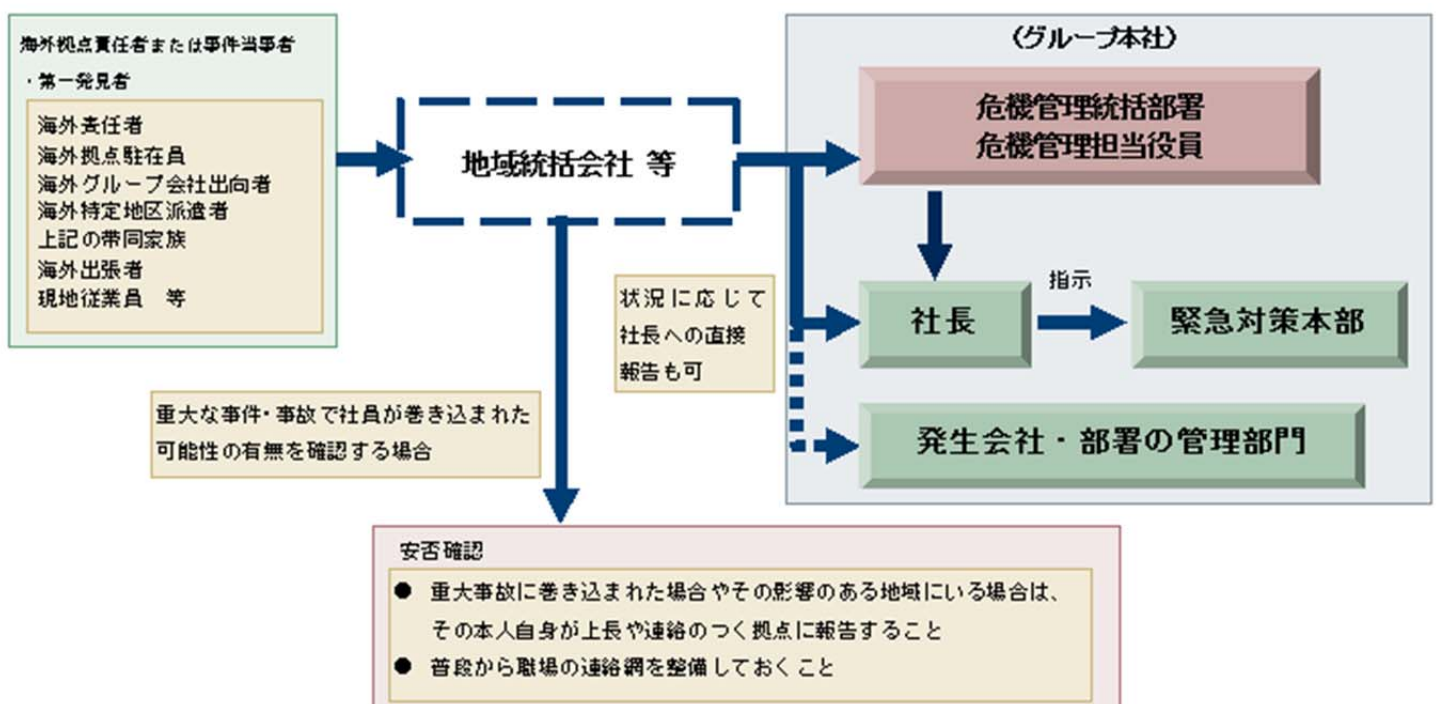 海外拠点責任者または事件当事者
・第一発見者
海外責任者
海外拠点駐在員
海外グループ会社出向者
海外特定地区派遣者
上記の帯同家族
海外出張者
現地従業員　等
地域統括会社 等
（グループ本社）
危機管理統括部署
危機管理担当役員
社長
指示
緊急対策本部
発生会社・部署の管理部門
状況に応じて
社長への直接
報告も可
重大な事件・事故で社員が巻き込まれた
可能性の有無を確認する場合
安否確認
● 重大事故に巻き込まれた場合やその影響のある地域にいる場合は、
その本人自身が上長や連絡のつく拠点に報告すること
● 普段から職場の連絡網を整備しておくこと